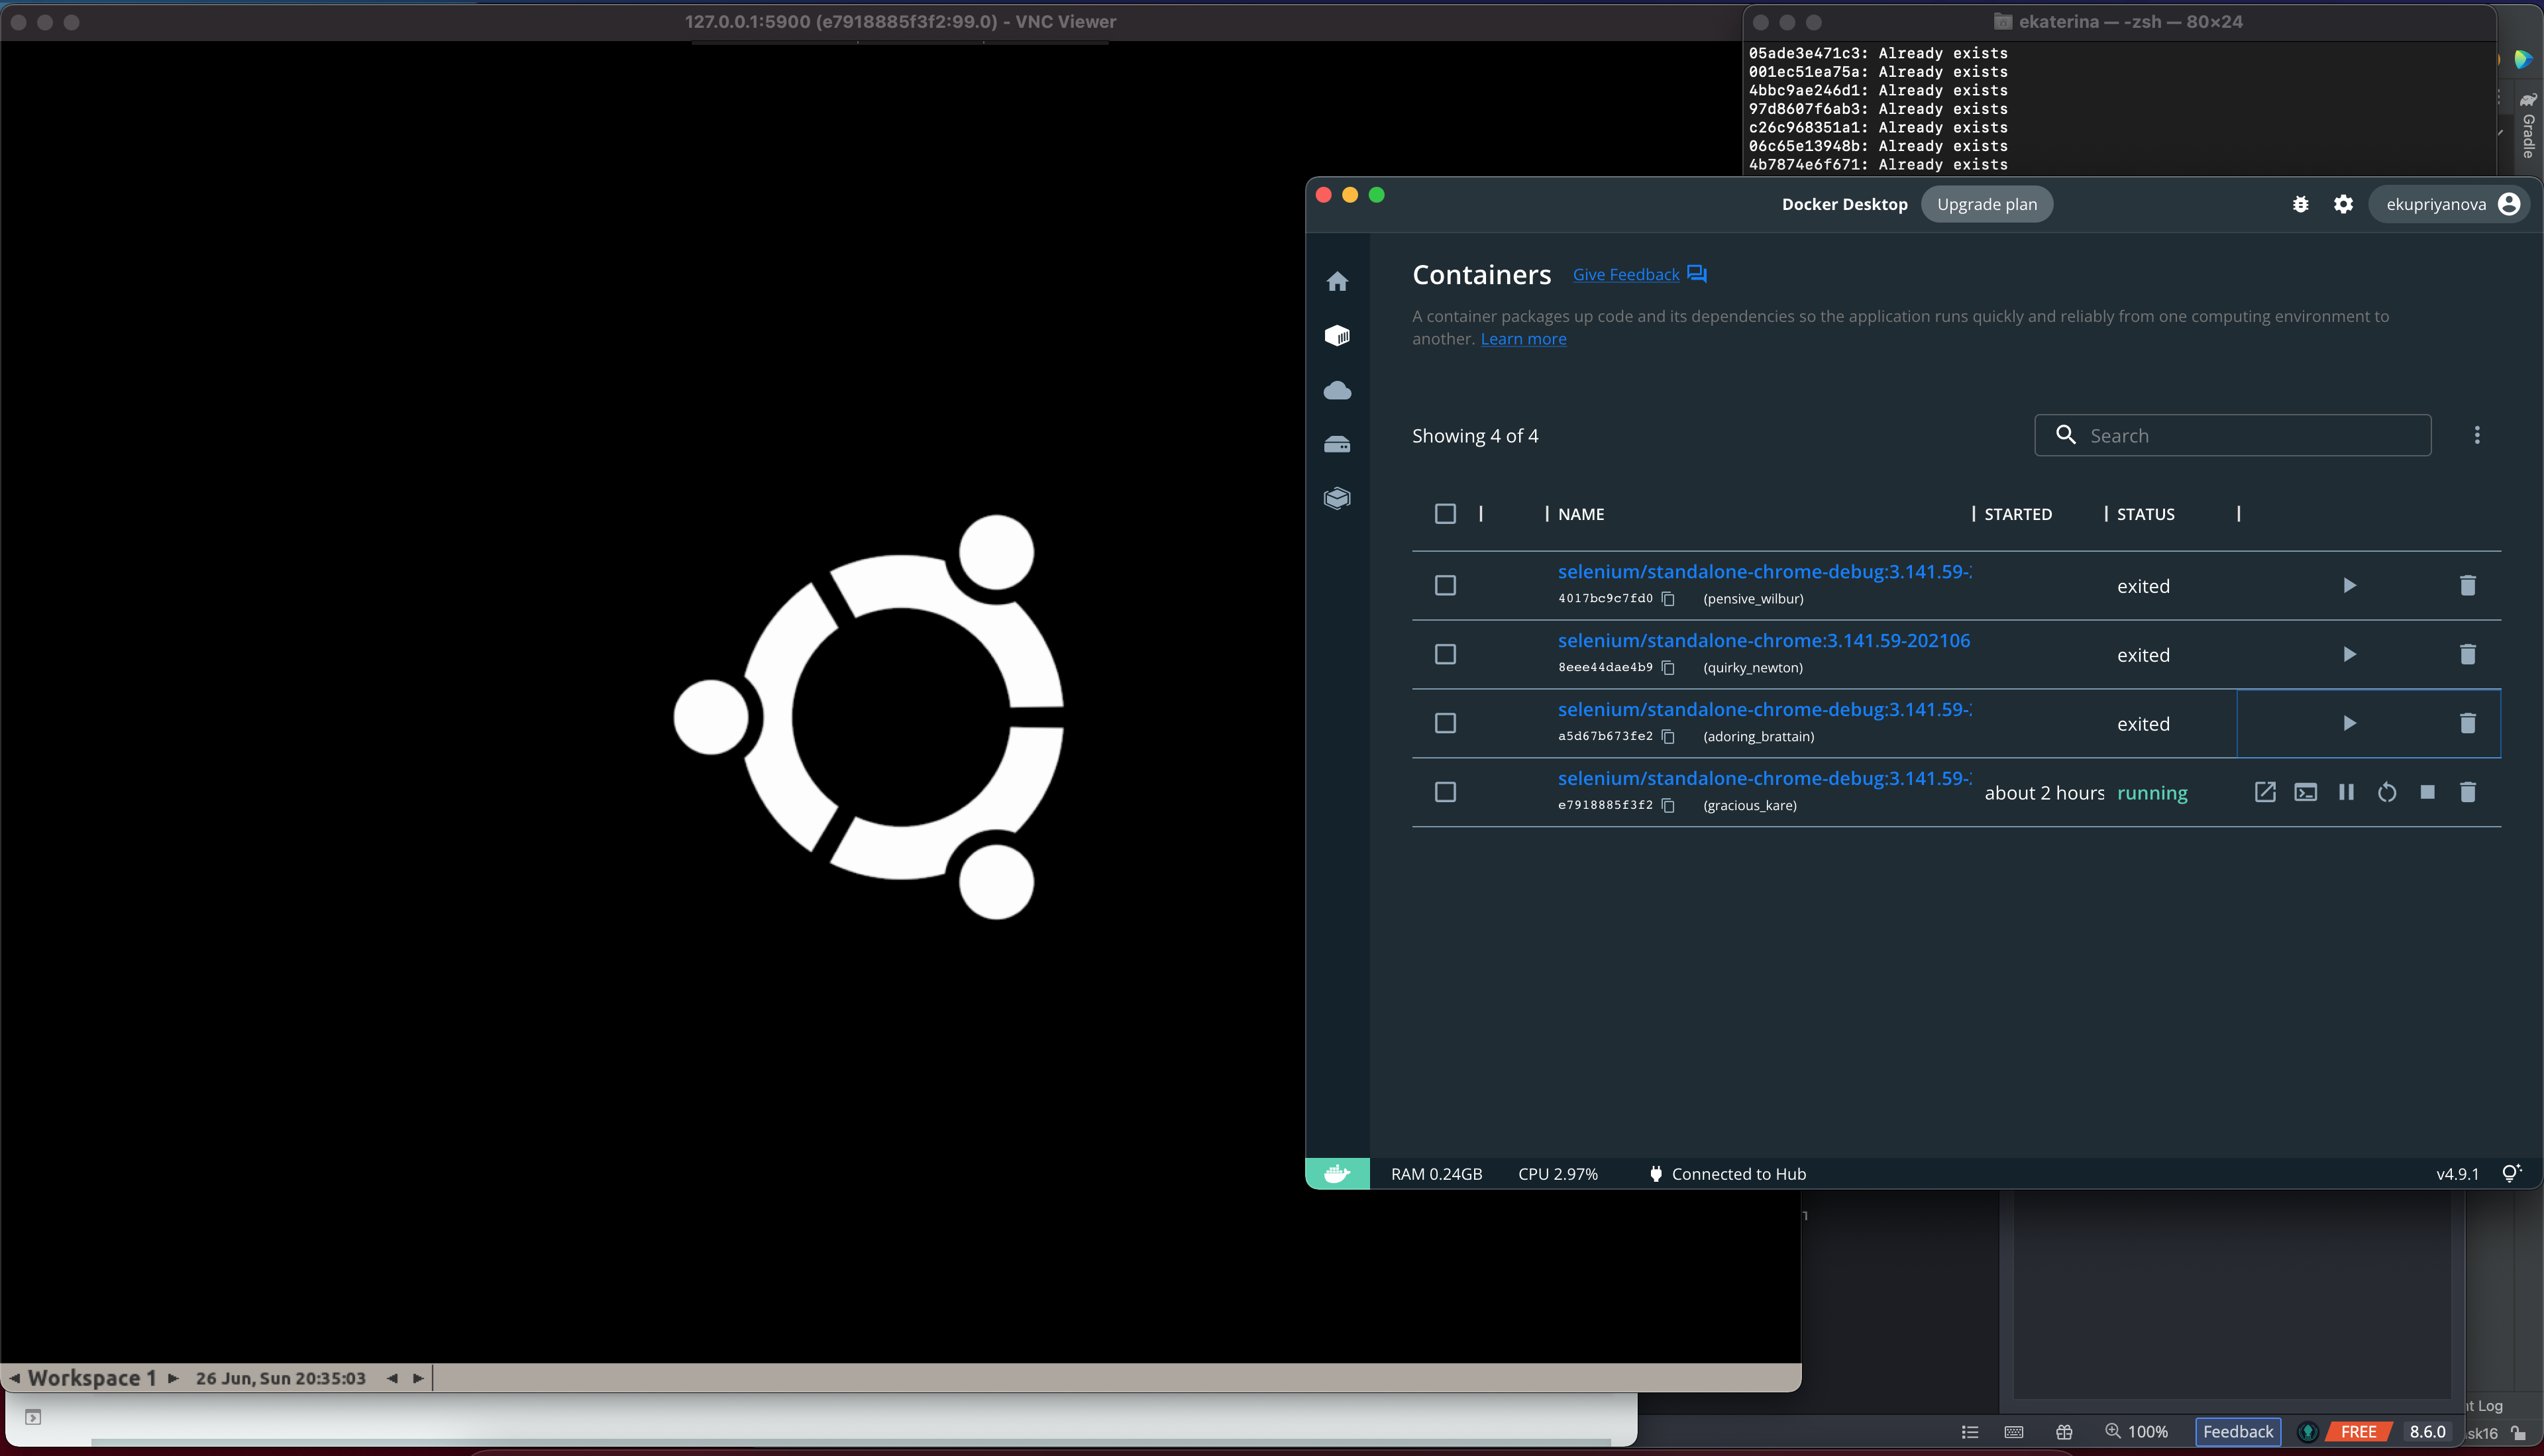 127.0.0.1:5900 (e7918885f3f2:99.0) - VNC Viewer
ekaterina — -zsh — 80×24
05ade3e471c3: Already exists
001ec51ea75a: Already exists
4bbc9ae246d1: Already exists
97d8607f6ab3: Already exists
c26c968351a1: Already exists
06c65e13948b: Already exists
4b7874e6f671: Already exists
Gradle
Docker Desktop
Upgrade plan
ekupriyanova
Containers
Give Feedback
A container packages up code and its dependencies so the application runs quickly and reliably from one computing environment to
another. Learn more
Showing 4 of 4
Search
NAME
STARTED
STATUS
selenium/standalone-chrome-debug:3.141.59-
exited
4017bc9c7fd0
(pensive_wilbur)
selenium/standalone-chrome:3.141.59-202106
exited
8eee44dae4b9
(quirky_newton)
selenium/standalone-chrome-debug:3.141.59-
exited
a5d67b673fe2
(adoring_brattain)
selenium/standalone-chrome-debug:3.141.59-
about 2 hours
running
e7918885f3f2
(gracious_kare)
RAM 0.24GB
CPU 2.97%
Connected to Hub
v4.9.1
Workspace 1
26 Jun, Sun 20:35:03
t Log
100%
Feedback
FREE
8.6.0
sk16